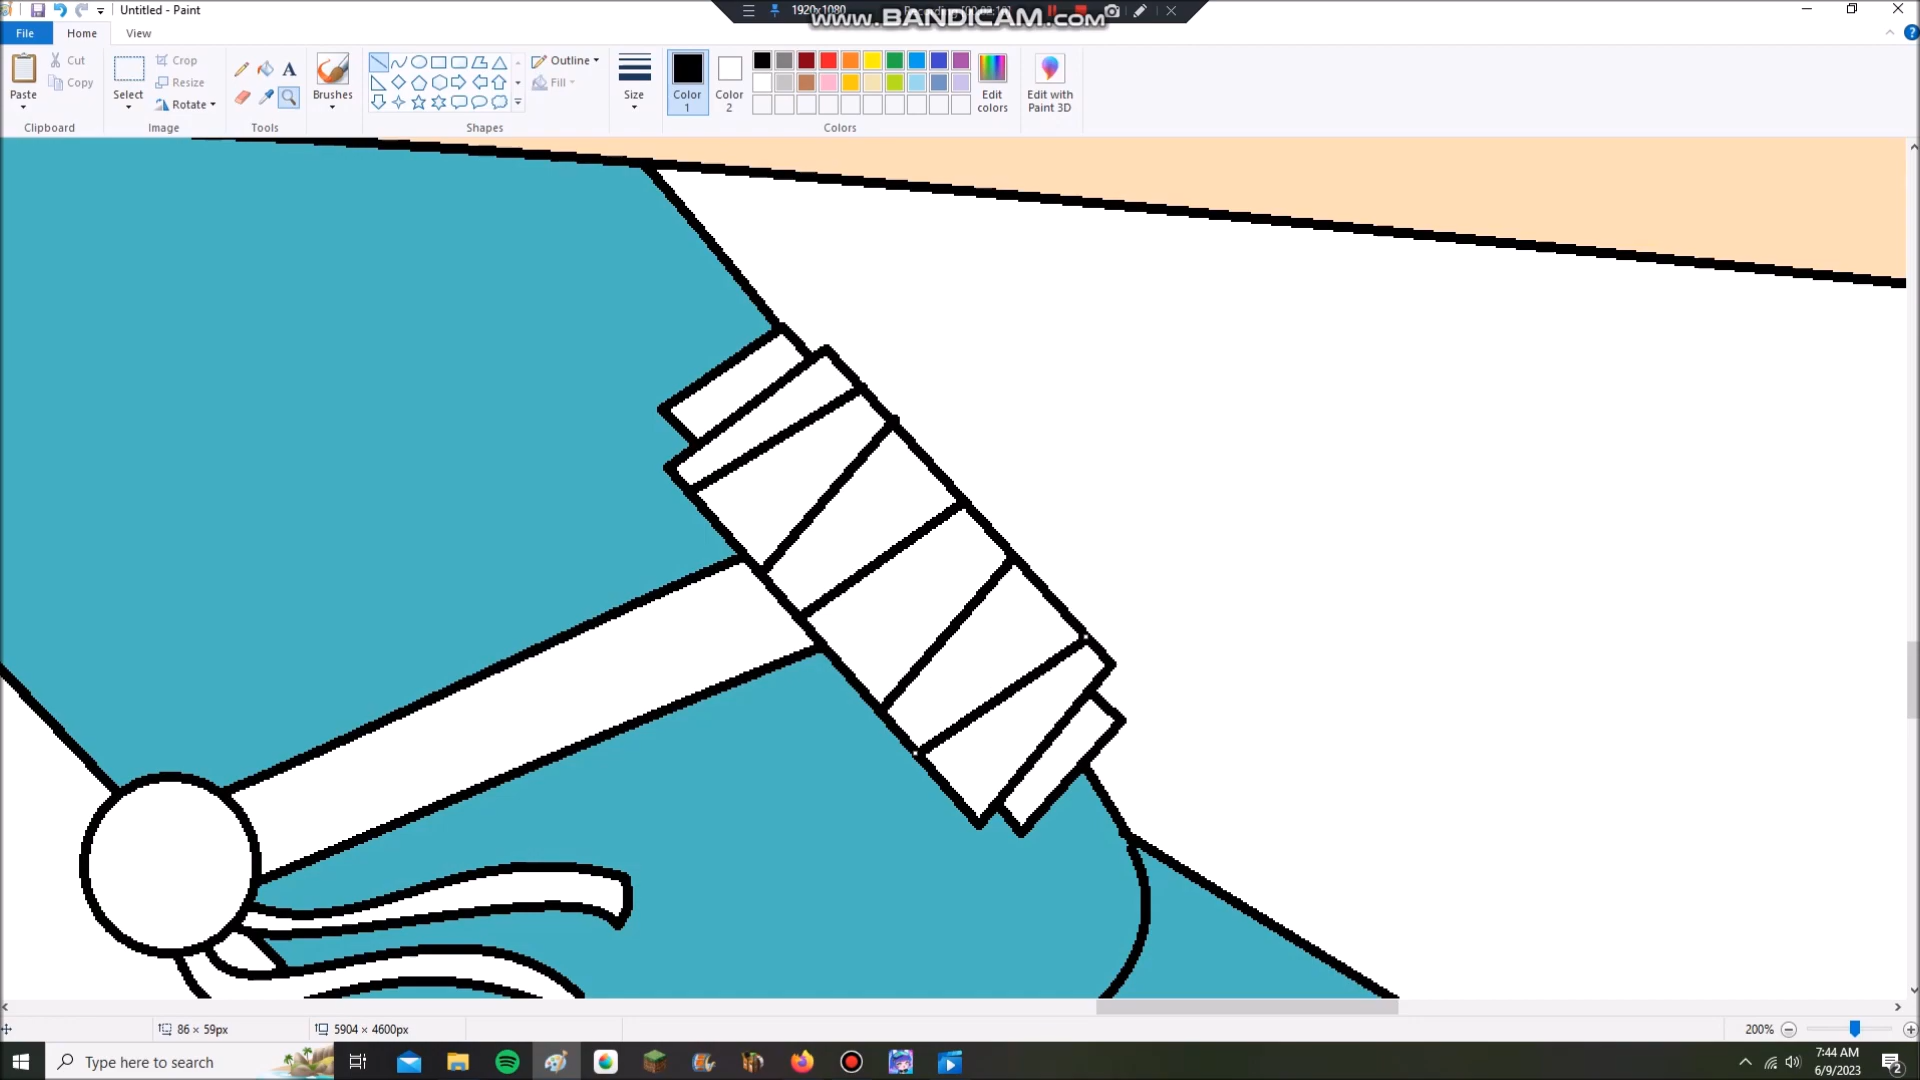 Untitled - Paint
1920x1080
www.BANDICAM.com
File
Home
View
Paste
Cut
Copy
Clipboard
Select
Crop
Resize
Rotate
Image
Tools
Brushes
Shapes
Outline
Fill
Size
Color 1
Color 2
Edit colors
Colors
Edit with Paint 3D
86 × 59px
5904 × 4600px
200%
Type here to search
7:44 AM
6/9/2023
2